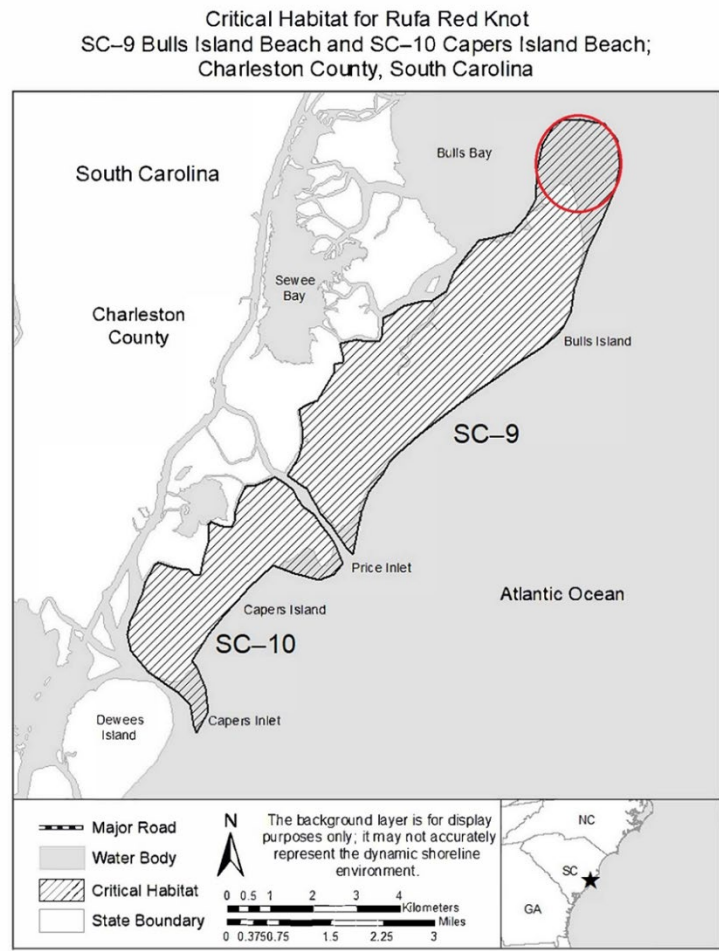 Critical Habitat for Rufa Red Knot
SC–9 Bulls Island Beach and SC–10 Capers Island Beach;
Charleston County, South Carolina
Bulls Bay
South Carolina
Sewee
Bay
Charleston
County
Bulls Island
SC–9
Price Inlet
Atlantic Ocean
Capers Island
SC–10
Capers Inlet
Dewees
Island
Major Road
Water Body
Critical Habitat
State Boundary
N
The background layer is for display
purposes only; it may not accurately
represent the dynamic shoreline
environment.
0 0.5 1 2 3 4
Kilometers
Miles
0 0.375 0.75 1.5 2.25 3
NC
SC
GA